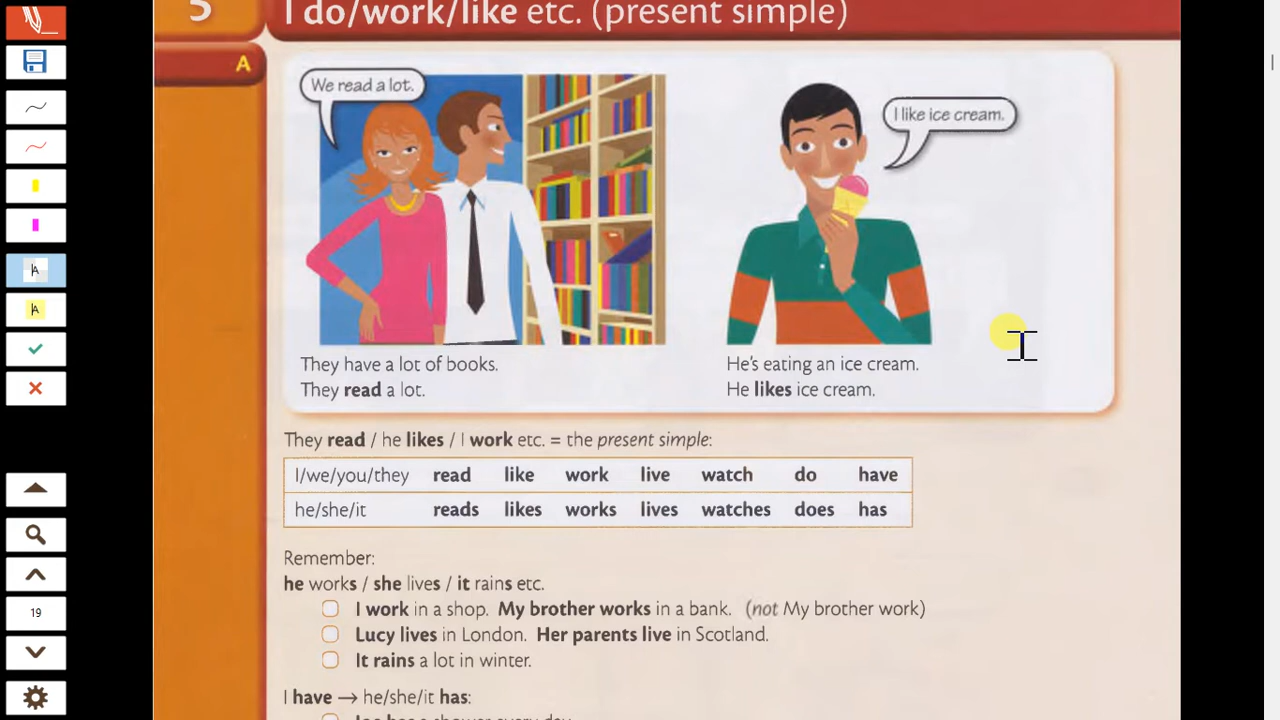 5 I do/work/like etc. (present simple)
A
We read a lot.
I like ice cream.
They have a lot of books.
They read a lot.
He's eating an ice cream.
He likes ice cream.
They read / he likes / I work etc. = the present simple:
I/we/you/they read like work live watch do have
he/she/it reads likes works lives watches does has
Remember:
he works / she lives / it rains etc.
I work in a shop. My brother works in a bank. (not My brother work)
Lucy lives in London. Her parents live in Scotland.
It rains a lot in winter.
I have → he/she/it has:
Joe has a shower every day.
A
A
19